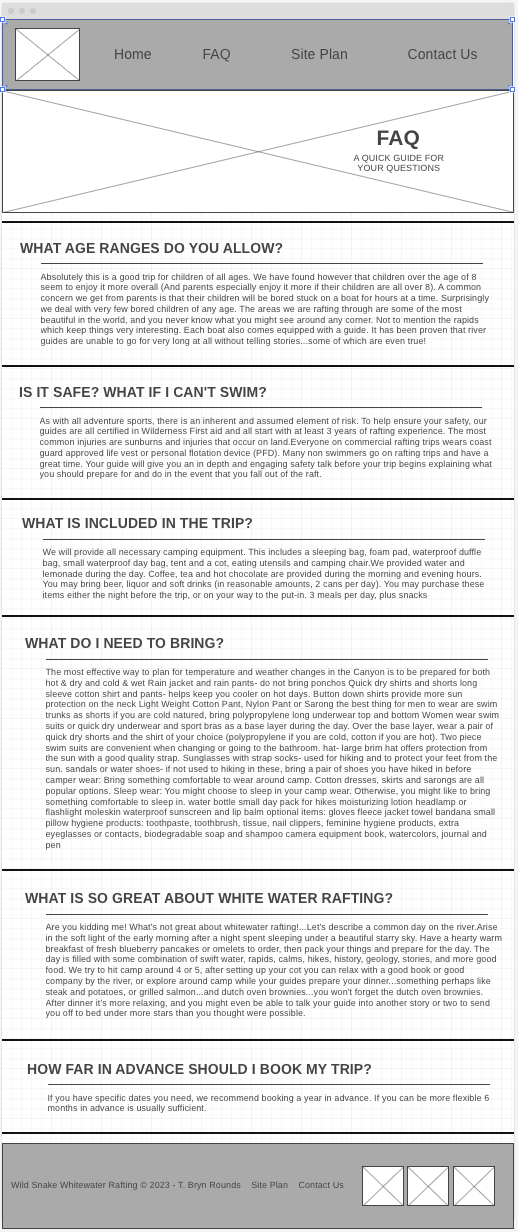 Home FAQ Site Plan Contact Us
FAQ
A QUICK GUIDE FOR
YOUR QUESTIONS
WHAT AGE RANGES DO YOU ALLOW?
Absolutely this is a good trip for children of all ages. We have found however that children over the age of 8
seem to enjoy it more overall (And parents especially enjoy it more if their children are all over 8). A common
concern we get from parents is that their children will be bored stuck on a boat for hours at a time. Surprisingly
we deal with very few bored children of any age. The areas we are rafting through are some of the most
beautiful in the world, and you never know what you might see around any corner. Not to mention the rapids
which keep things very interesting. Each boat also comes equipped with a guide. It has been proven that river
guides are unable to go for very long at all without telling stories...some of which are even true!
IS IT SAFE? WHAT IF I CAN'T SWIM?
As with all adventure sports, there is an inherent and assumed element of risk. To help ensure your safety, our
guides are all certified in Wilderness First aid and all start with at least 3 years of rafting experience. The most
common injuries are sunburns and injuries that occur on land.Everyone on commercial rafting trips wears coast
guard approved life vest or personal flotation device (PFD). Many non swimmers go on rafting trips and have a
great time. Your guide will give you an in depth and engaging safety talk before your trip begins explaining what
you should prepare for and do in the event that you fall out of the raft.
WHAT IS INCLUDED IN THE TRIP?
We will provide all necessary camping equipment. This includes a sleeping bag, foam pad, waterproof duffle
bag, small waterproof day bag, tent and a cot, eating utensils and camping chair.We provided water and
lemonade during the day. Coffee, tea and hot chocolate are provided during the morning and evening hours.
You may bring beer, liquor and soft drinks (in reasonable amounts, 2 cans per day). You may purchase these
items either the night before the trip, or on your way to the put-in. 3 meals per day, plus snacks
WHAT DO I NEED TO BRING?
The most effective way to plan for temperature and weather changes in the Canyon is to be prepared for both
hot & dry and cold & wet Rain jacket and rain pants- do not bring ponchos Quick dry shirts and shorts long
sleeve cotton shirt and pants- helps keep you cooler on hot days. Button down shirts provide more sun
protection on the neck Light Weight Cotton Pant, Nylon Pant or Sarong the best thing for men to wear are swim
trunks as shorts if you are cold natured, bring polypropylene long underwear top and bottom Women wear swim
suits or quick dry underwear and sport bras as a base layer during the day. Over the base layer, wear a pair of
quick dry shorts and the shirt of your choice (polypropylene if you are cold, cotton if you are hot). Two piece
swim suits are convenient when changing or going to the bathroom. hat- large brim hat offers protection from
the sun with a good quality strap. Sunglasses with strap socks- used for hiking and to protect your feet from the
sun. sandals or water shoes- if not used to hiking in these, bring a pair of shoes you have hiked in before
camper wear: Bring something comfortable to wear around camp. Cotton dresses, skirts and sarongs are all
popular options. Sleep wear: You might choose to sleep in your camp wear. Otherwise, you might like to bring
something comfortable to sleep in. water bottle small day pack for hikes moisturizing lotion headlamp or
flashlight moleskin waterproof sunscreen and lip balm optional items: gloves fleece jacket towel bandana small
pillow hygiene products: toothpaste, toothbrush, tissue, nail clippers, feminine hygiene products, extra
eyeglasses or contacts, biodegradable soap and shampoo camera equipment book, watercolors, journal and
pen
WHAT IS SO GREAT ABOUT WHITE WATER RAFTING?
Are you kidding me! What's not great about whitewater rafting!...Let's describe a common day on the river.Arise
in the soft light of the early morning after a night spent sleeping under a beautiful starry sky. Have a hearty warm
breakfast of fresh blueberry pancakes or omelets to order, then pack your things and prepare for the day. The
day is filled with some combination of swift water, rapids, calms, hikes, history, geology, stories, and more good
food. We try to hit camp around 4 or 5, after setting up your cot you can relax with a good book or good
company by the river, or explore around camp while your guides prepare your dinner...something perhaps like
steak and potatoes, or grilled salmon...and dutch oven brownies...you won't forget the dutch oven brownies.
After dinner it's more relaxing, and you might even be able to talk your guide into another story or two to send
you off to bed under more stars than you thought were possible.
HOW FAR IN ADVANCE SHOULD I BOOK MY TRIP?
If you have specific dates you need, we recommend booking a year in advance. If you can be more flexible 6
months in advance is usually sufficient.
Wild Snake Whitewater Rafting © 2023 - T. Bryn Rounds Site Plan Contact Us